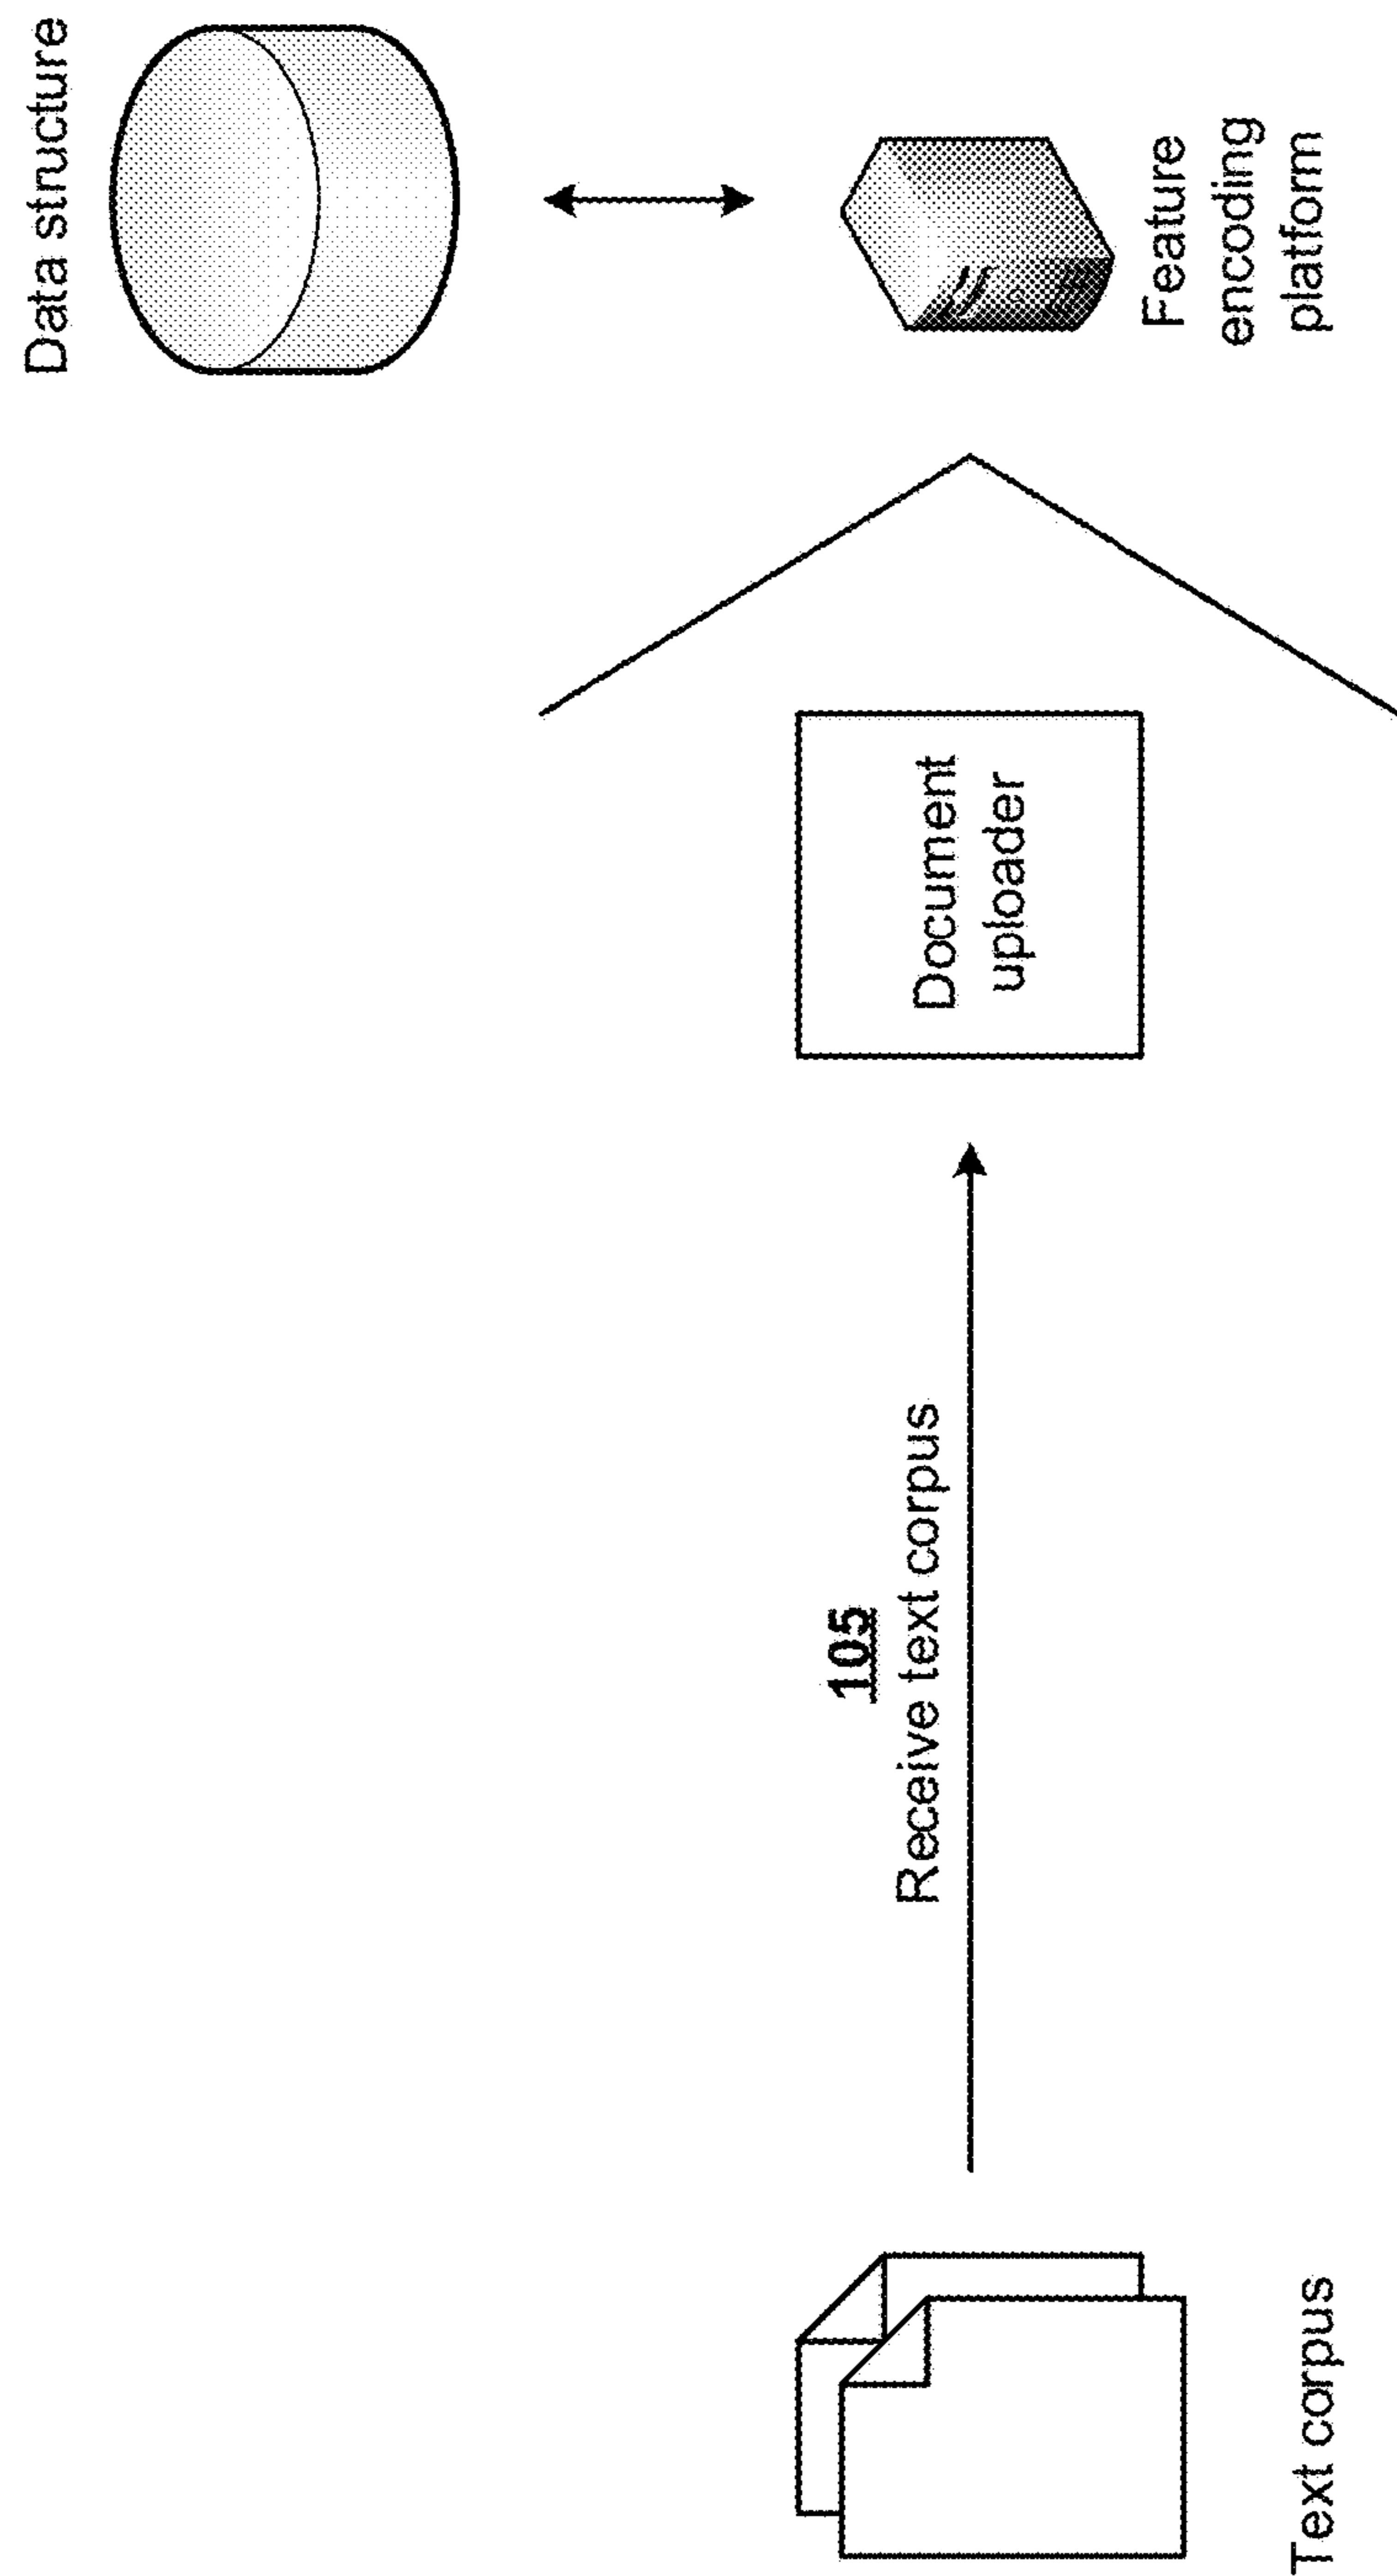 Data structure
Feature
encoding
platform
Document
uploader
105
Receive text corpus
Text corpus